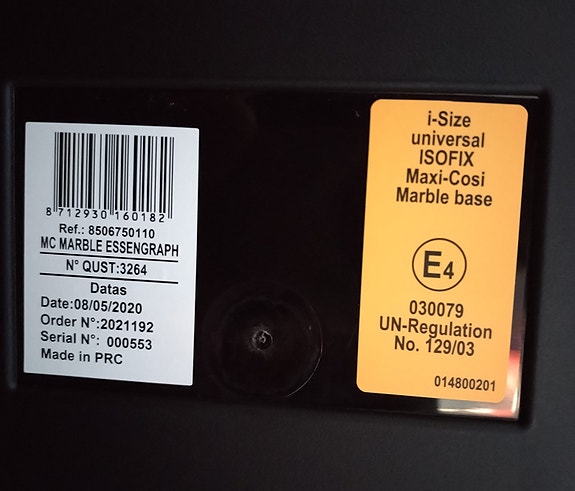 8 712930 160182
Ref.: 8506750110
MC MARBLE ESSENGRAPH
N° QUST:3264
Datas
Date:08/05/2020
Order N°:2021192
Serial N°: 000553
Made in PRC
i-Size
universal
ISOFIX
Maxi-Cosi
Marble base
E4
030079
UN-Regulation
No. 129/03
014800201